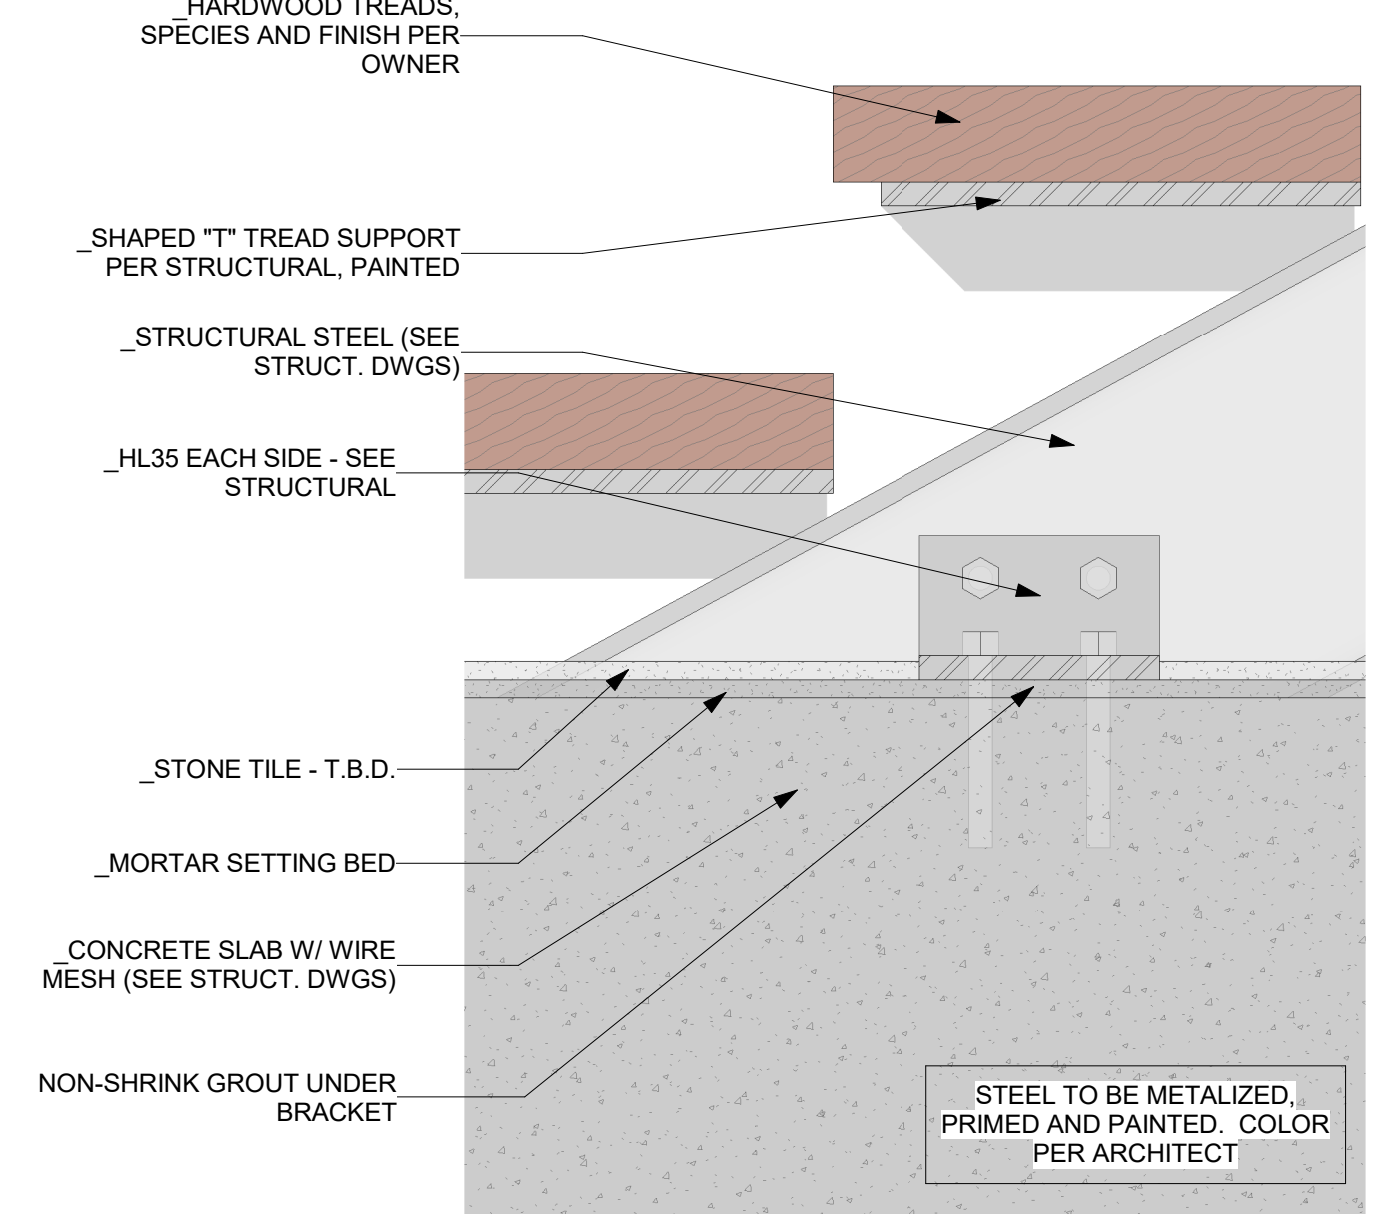 _HARDWOOD TREADS,
SPECIES AND FINISH PER
OWNER
_SHAPED "T" TREAD SUPPORT
PER STRUCTURAL, PAINTED
_STRUCTURAL STEEL (SEE
STRUCT. DWGS)
_HL35 EACH SIDE - SEE
STRUCTURAL
_STONE TILE - T.B.D.
_MORTAR SETTING BED
_CONCRETE SLAB W/ WIRE
MESH (SEE STRUCT. DWGS)
NON-SHRINK GROUT UNDER
BRACKET
STEEL TO BE METALIZED,
PRIMED AND PAINTED.  COLOR
PER ARCHITECT